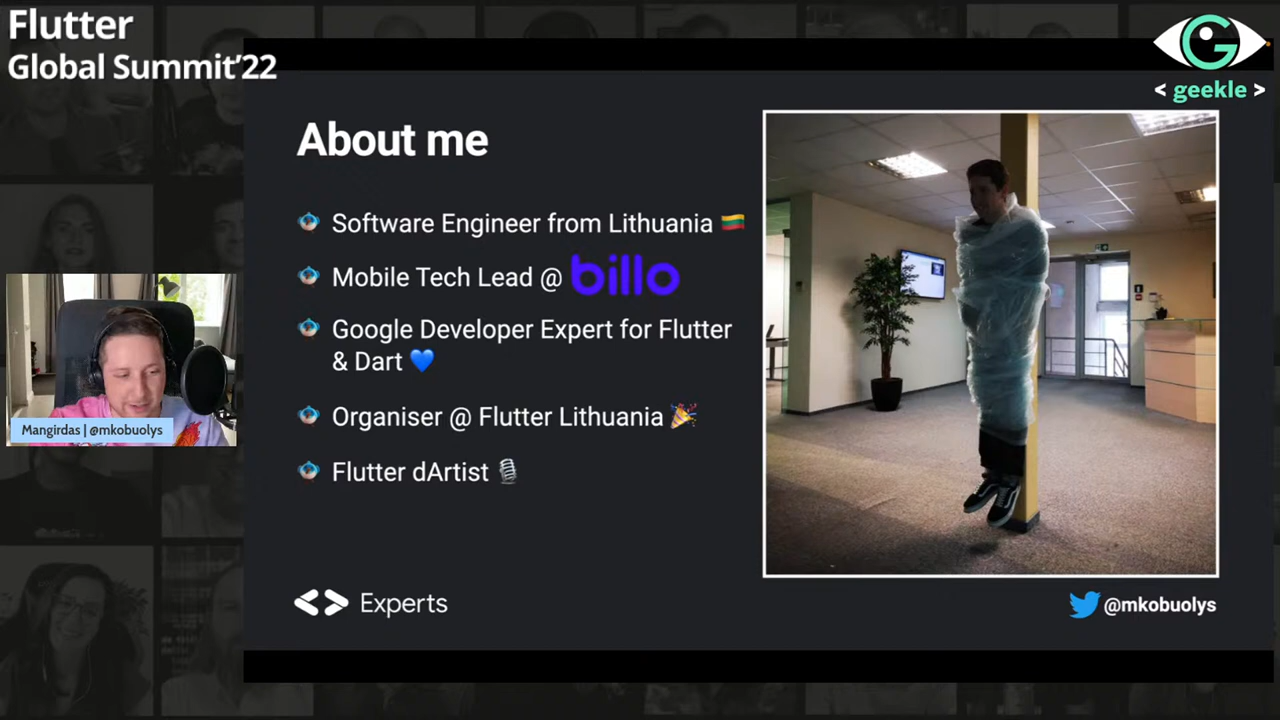 Flutter
Global Summit'22
< geekle >
About me
Software Engineer from Lithuania
Mobile Tech Lead @ billo
Google Developer Expert for Flutter
& Dart
Organiser @ Flutter Lithuania
Flutter dArtist
Mangirdas | @mkobuolys
Experts
@mkobuolys